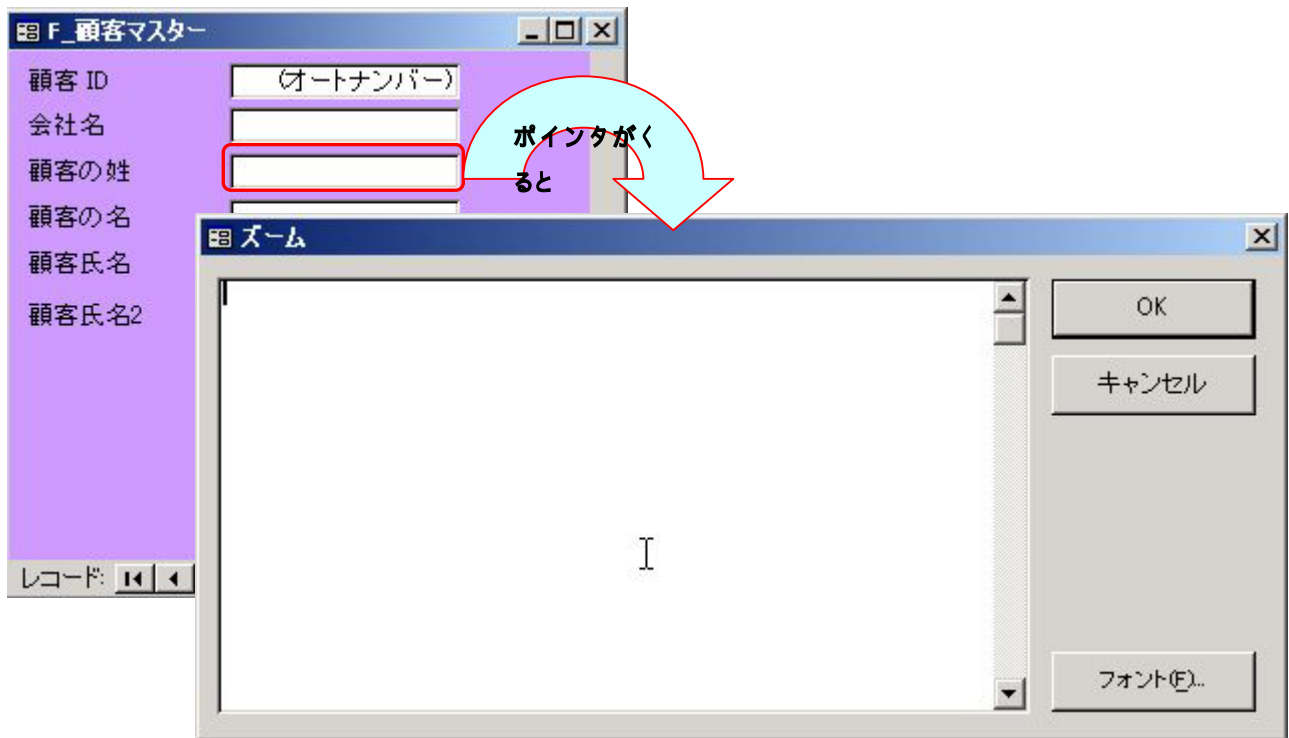 F_顧客マスター
顧客 ID
(オートナンバー)
会社名
顧客の姓
顧客の名
顧客氏名
顧客氏名2
レコード:
ポインタがく
ると
ズーム
OK
キャンセル
フォント(F)...